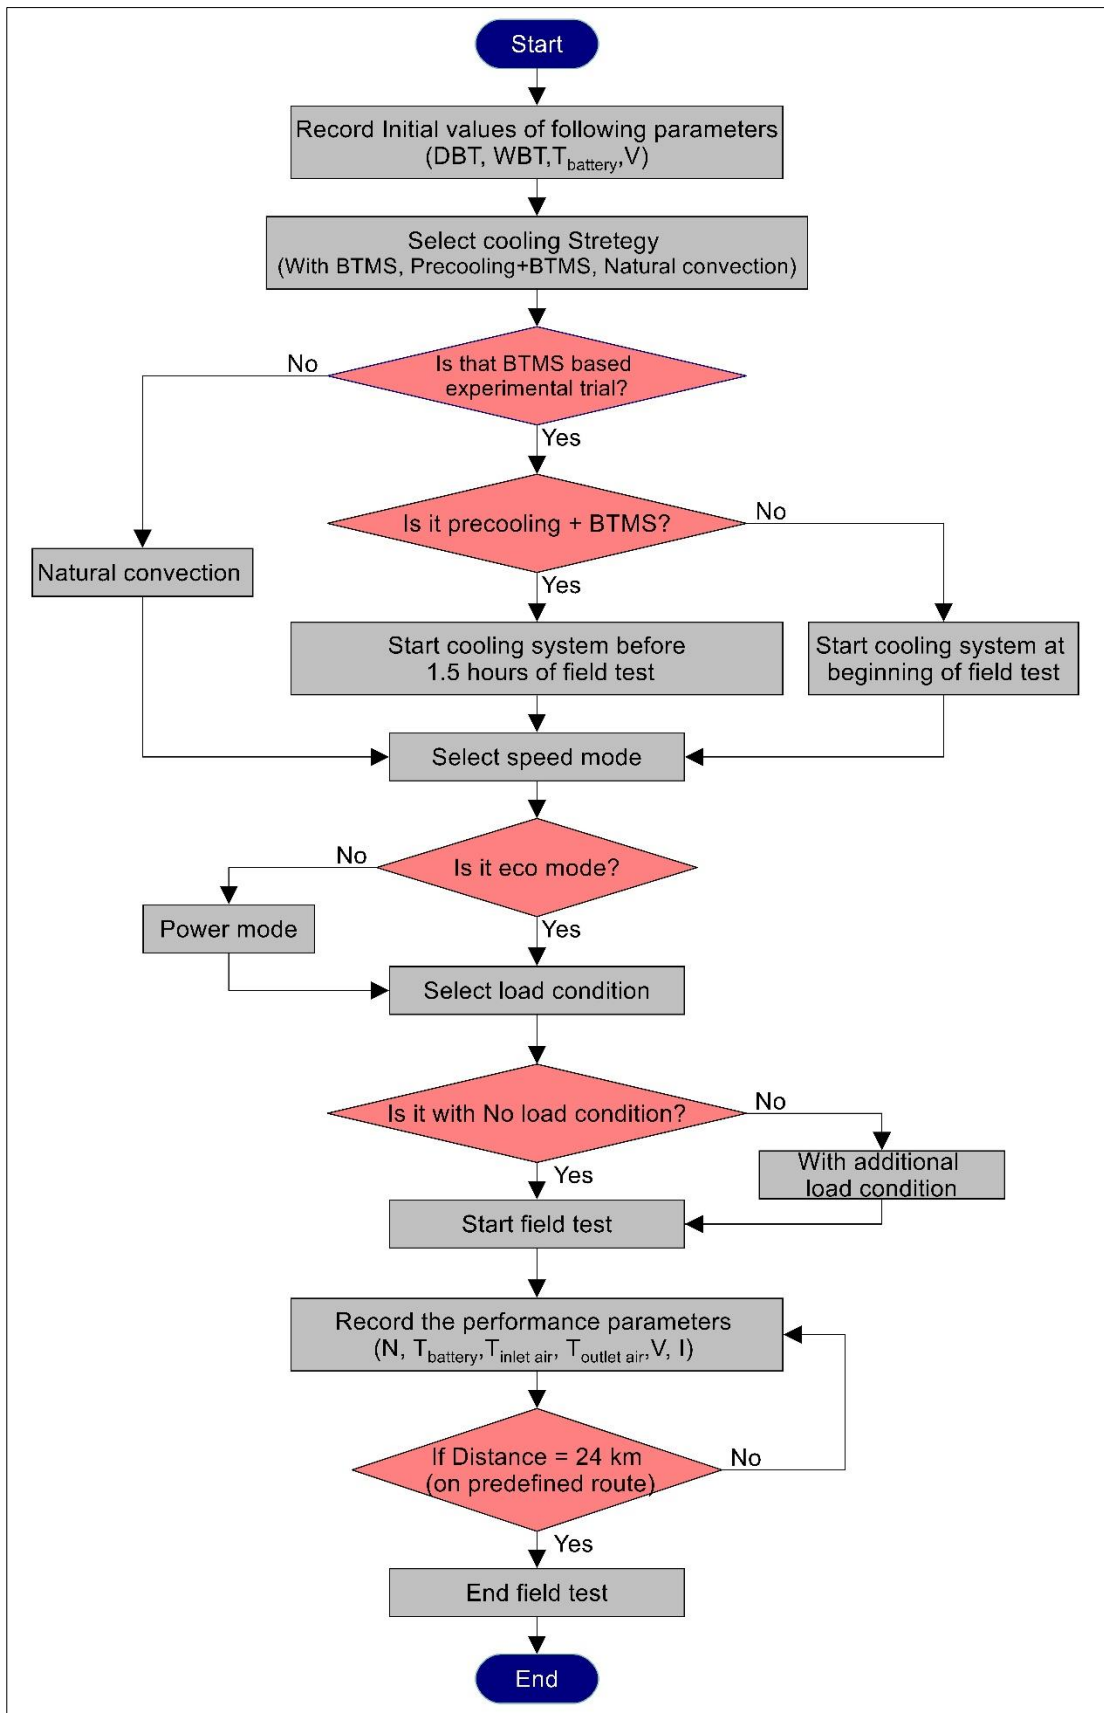 Start
Record Initial values of following parameters
(DBT, WBT,T battery,V)
Select cooling Stretegy
(With BTMS, Precooling+BTMS, Natural convection)
Is that BTMS based
experimental trial?
No
Yes
Is it precooling + BTMS?
No
Natural convection
Yes
Start cooling system before
1.5 hours of field test
Start cooling system at
beginning of field test
Select speed mode
Is it eco mode?
No
Power mode
Yes
Select load condition
Is it with No load condition?
No
With additional
load condition
Yes
Start field test
Record the performance parameters
(N, T battery,T inlet air, T outlet air,V, I)
If Distance = 24 km
(on predefined route)
No
Yes
End field test
End